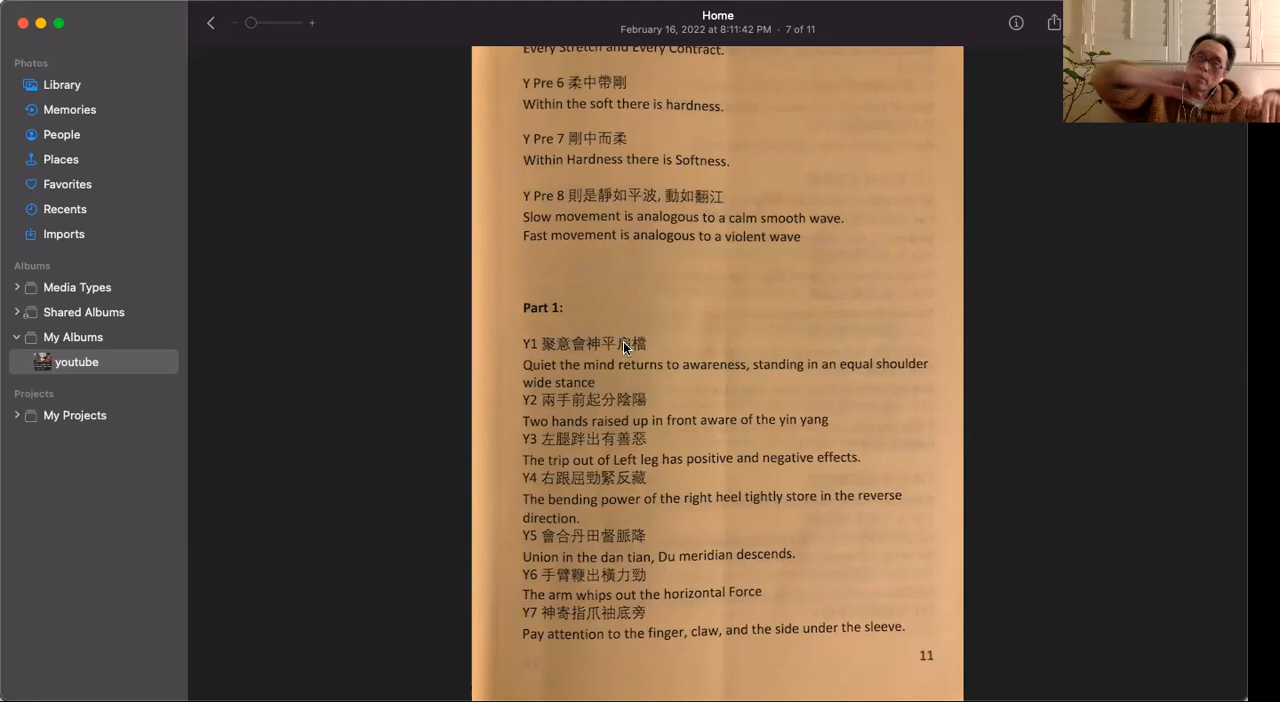 Home
February 16, 2022 at 8:11:42 PM - 7 of 11
Photos
Library
Memories
People
Places
Favorites
Recents
Imports
Albums
Media Types
Shared Albums
My Albums
youtube
Projects
My Projects
Every Stretch and Every Contract.
Y Pre 6 柔中帶剛
Within the soft there is hardness.
Y Pre 7 剛中而柔
Within Hardness there is Softness.
Y Pre 8 則是靜如平波, 動如翻江
Slow movement is analogous to a calm smooth wave.
Fast movement is analogous to a violent wave
Part 1:
Y1 聚意會神平檔
Quiet the mind returns to awareness, standing in an equal shoulder
wide stance
Y2 兩手前起分陰陽
Two hands raised up in front aware of the yin yang
Y3 左腿跘出有善惡
The trip out of Left leg has positive and negative effects.
Y4 右跟屈勁緊反藏
The bending power of the right heel tightly store in the reverse
direction.
Y5 會合丹田督脈降
Union in the dan tian, Du meridian descends.
Y6 手臂鞭出橫力勁
The arm whips out the horizontal Force
Y7 神寄指爪袖底旁
Pay attention to the finger, claw, and the side under the sleeve.
11